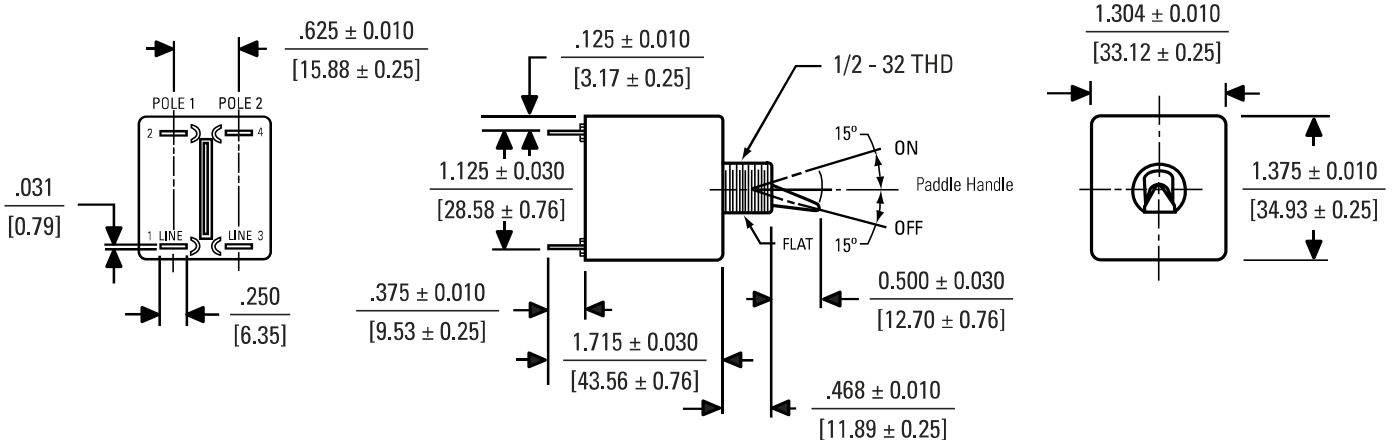 .625 ± 0.010
[15.88 ± 0.25]
POLE 1 POLE 2
2 4
1 LINE LINE 3
.031
[0.79]
.250
[6.35]
.125 ± 0.010
[3.17 ± 0.25]
1/2 - 32 THD
1.125 ± 0.030
[28.58 ± 0.76]
15°
ON
Paddle Handle
OFF
15°
FLAT
.375 ± 0.010
[9.53 ± 0.25]
1.715 ± 0.030
[43.56 ± 0.76]
0.500 ± 0.030
[12.70 ± 0.76]
.468 ± 0.010
[11.89 ± 0.25]
1.304 ± 0.010
[33.12 ± 0.25]
1.375 ± 0.010
[34.93 ± 0.25]